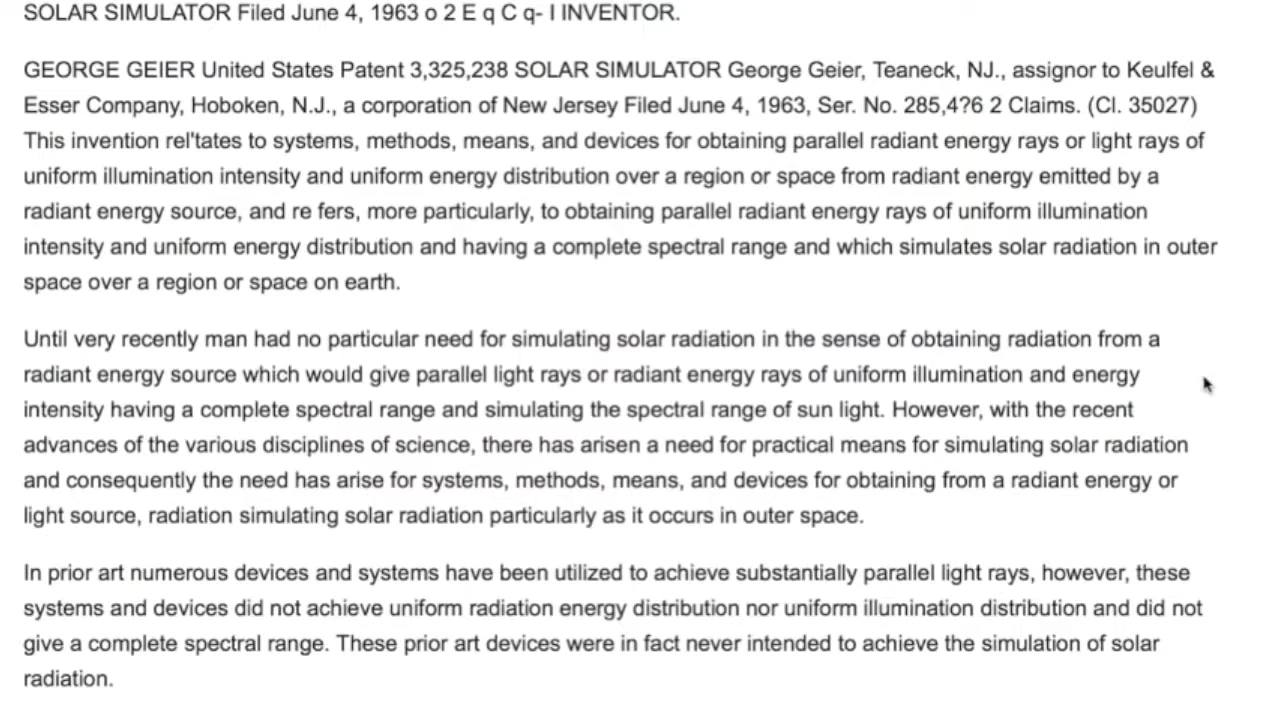 SOLAR SIMULATOR Filed June 4, 1963 o 2 E q C q- I INVENTOR.
GEORGE GEIER United States Patent 3,325,238 SOLAR SIMULATOR George Geier, Teaneck, NJ., assignor to Keulfel &
Esser Company, Hoboken, N.J., a corporation of New Jersey Filed June 4, 1963, Ser. No. 285,4?6 2 Claims. (Cl. 35027)
This invention rel'tates to systems, methods, means, and devices for obtaining parallel radiant energy rays or light rays of
uniform illumination intensity and uniform energy distribution over a region or space from radiant energy emitted by a
radiant energy source, and re fers, more particularly, to obtaining parallel radiant energy rays of uniform illumination
intensity and uniform energy distribution and having a complete spectral range and which simulates solar radiation in outer
space over a region or space on earth.
Until very recently man had no particular need for simulating solar radiation in the sense of obtaining radiation from a
radiant energy source which would give parallel light rays or radiant energy rays of uniform illumination and energy
intensity having a complete spectral range and simulating the spectral range of sun light. However, with the recent
advances of the various disciplines of science, there has arisen a need for practical means for simulating solar radiation
and consequently the need has arise for systems, methods, means, and devices for obtaining from a radiant energy or
light source, radiation simulating solar radiation particularly as it occurs in outer space.
In prior art numerous devices and systems have been utilized to achieve substantially parallel light rays, however, these
systems and devices did not achieve uniform radiation energy distribution nor uniform illumination distribution and did not
give a complete spectral range. These prior art devices were in fact never intended to achieve the simulation of solar
radiation.